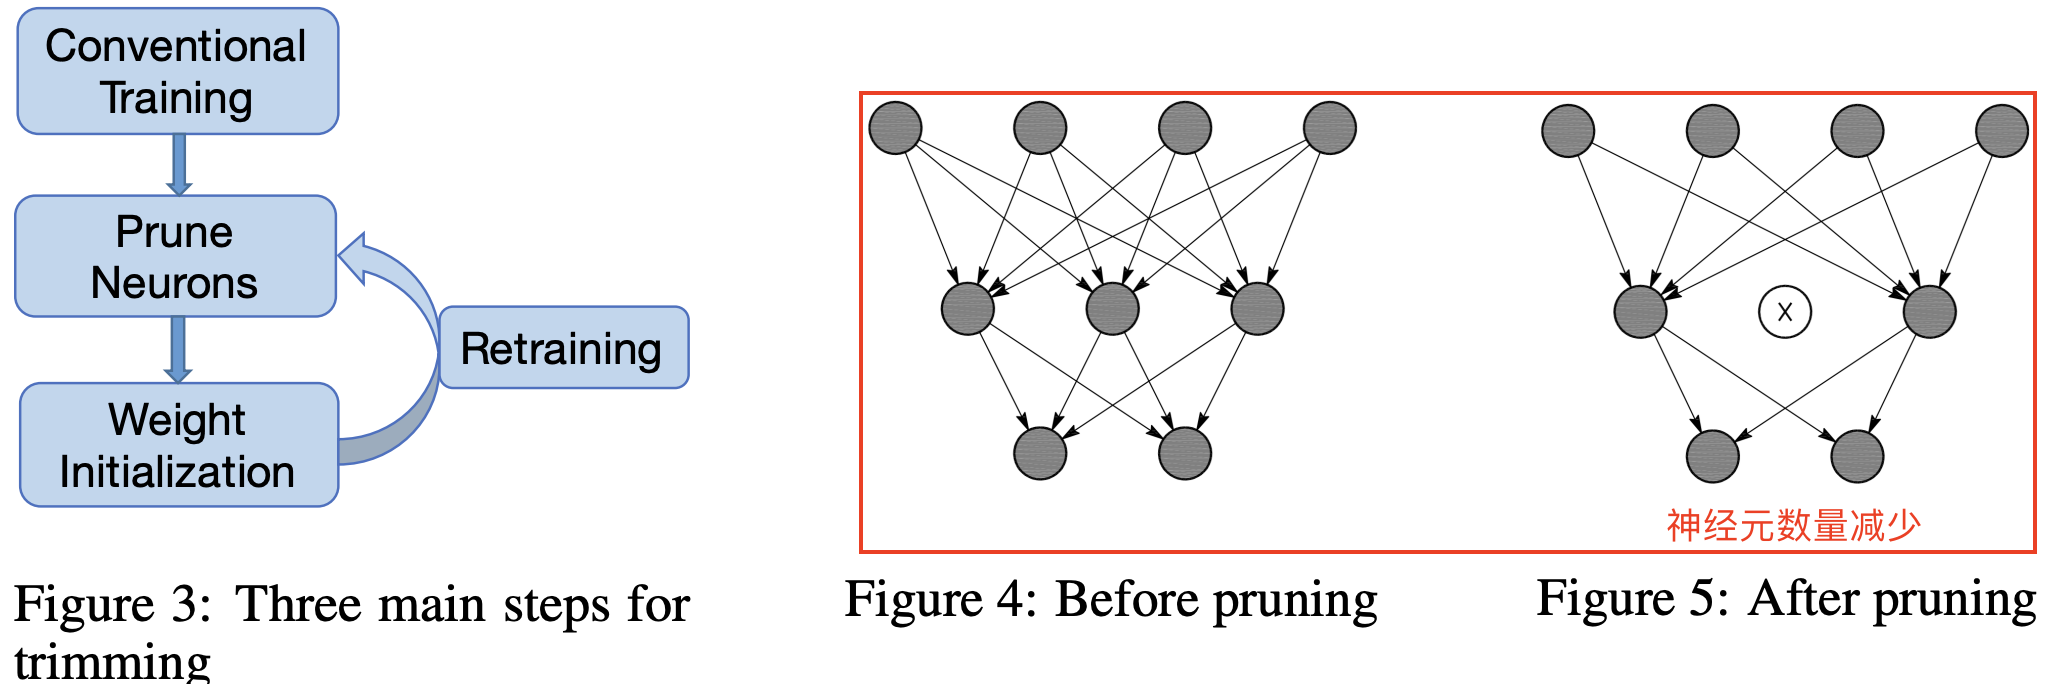 Conventional
Training
Prune
Neurons
Retraining
Weight
Initialization
Figure 3: Three main steps for
trimming
X
神经元数量减少
Figure 4: Before pruning
Figure 5: After pruning